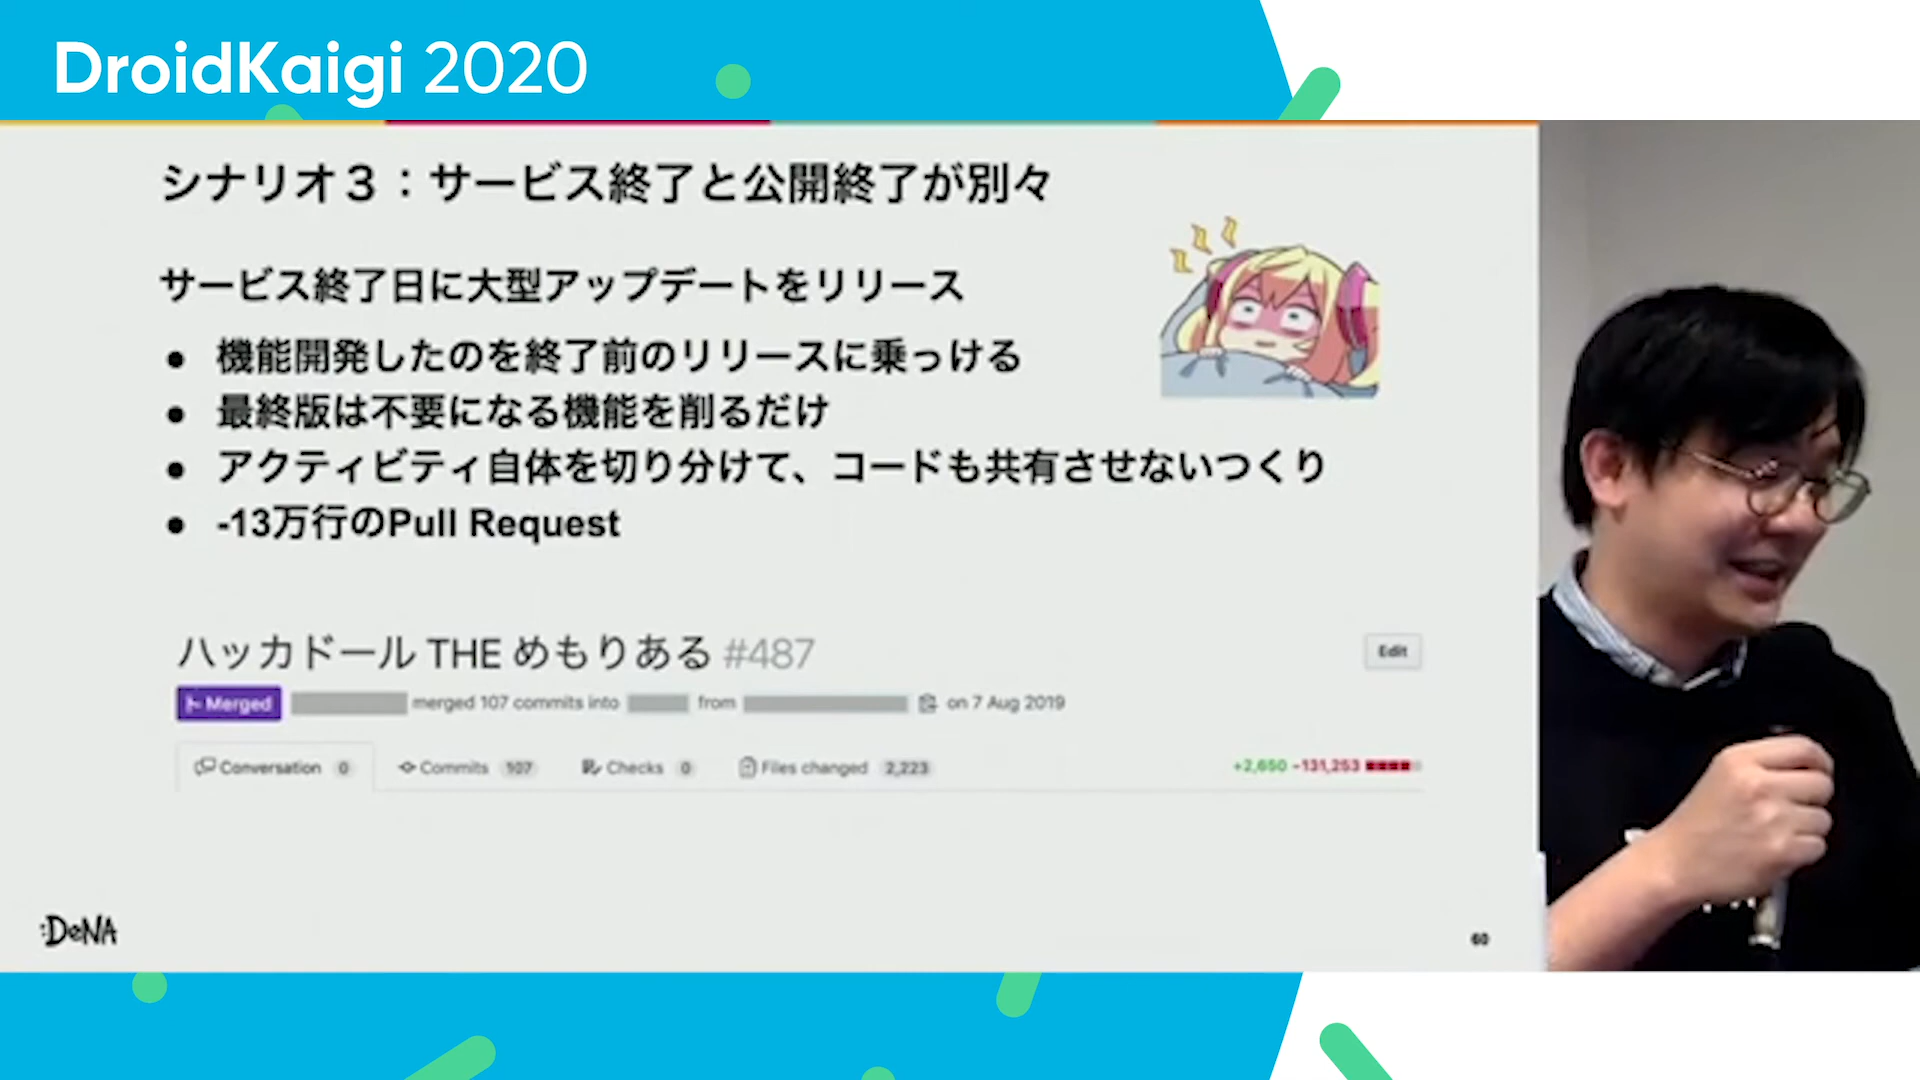 DroidKaigi 2020
シナリオ３：サービス終了と公開終了が別々
サービス終了日に大型アップデートをリリース
● 機能開発したのを終了前のリリースに乗っける
● 最終版は不要になる機能を削るだけ
● アクティビティ自体を切り分けて、コードも共有させないつくり
● -13万行のPull Request
ハッカドール THE めもりある #487
Edit
Merged merged 107 commits into from on 7 Aug 2019
Conversation 0 Commits 107 Checks 0 Files changed 2,223 +2,650 -131,253
:DeNA
60